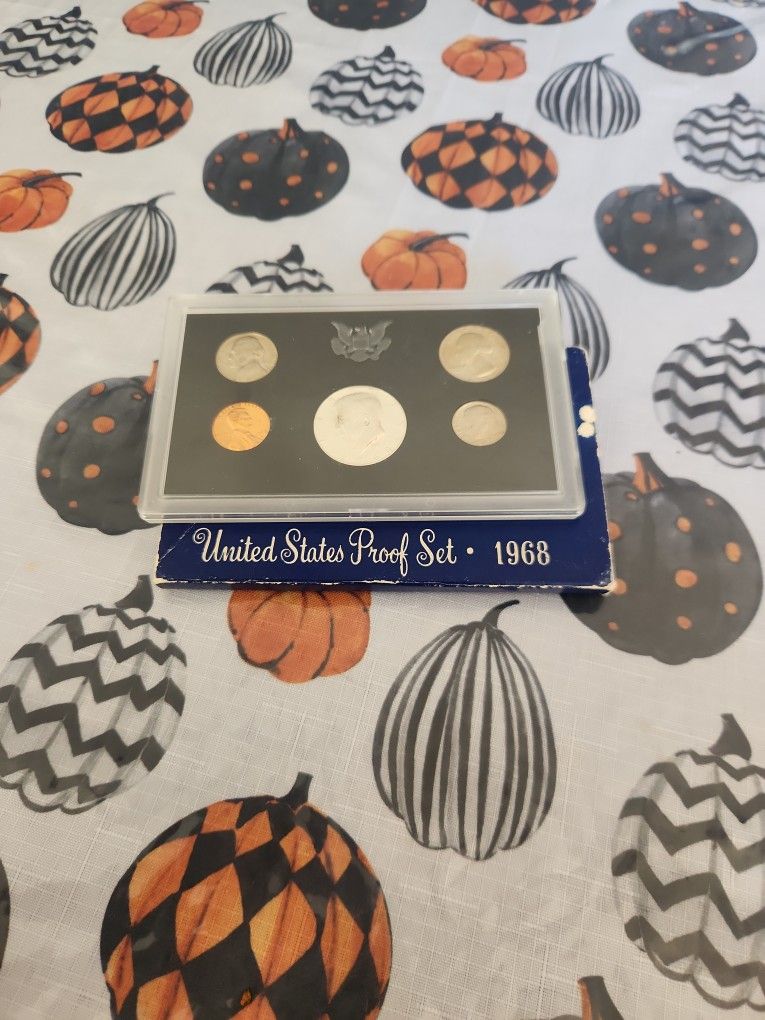 United States Proof Set • 1968